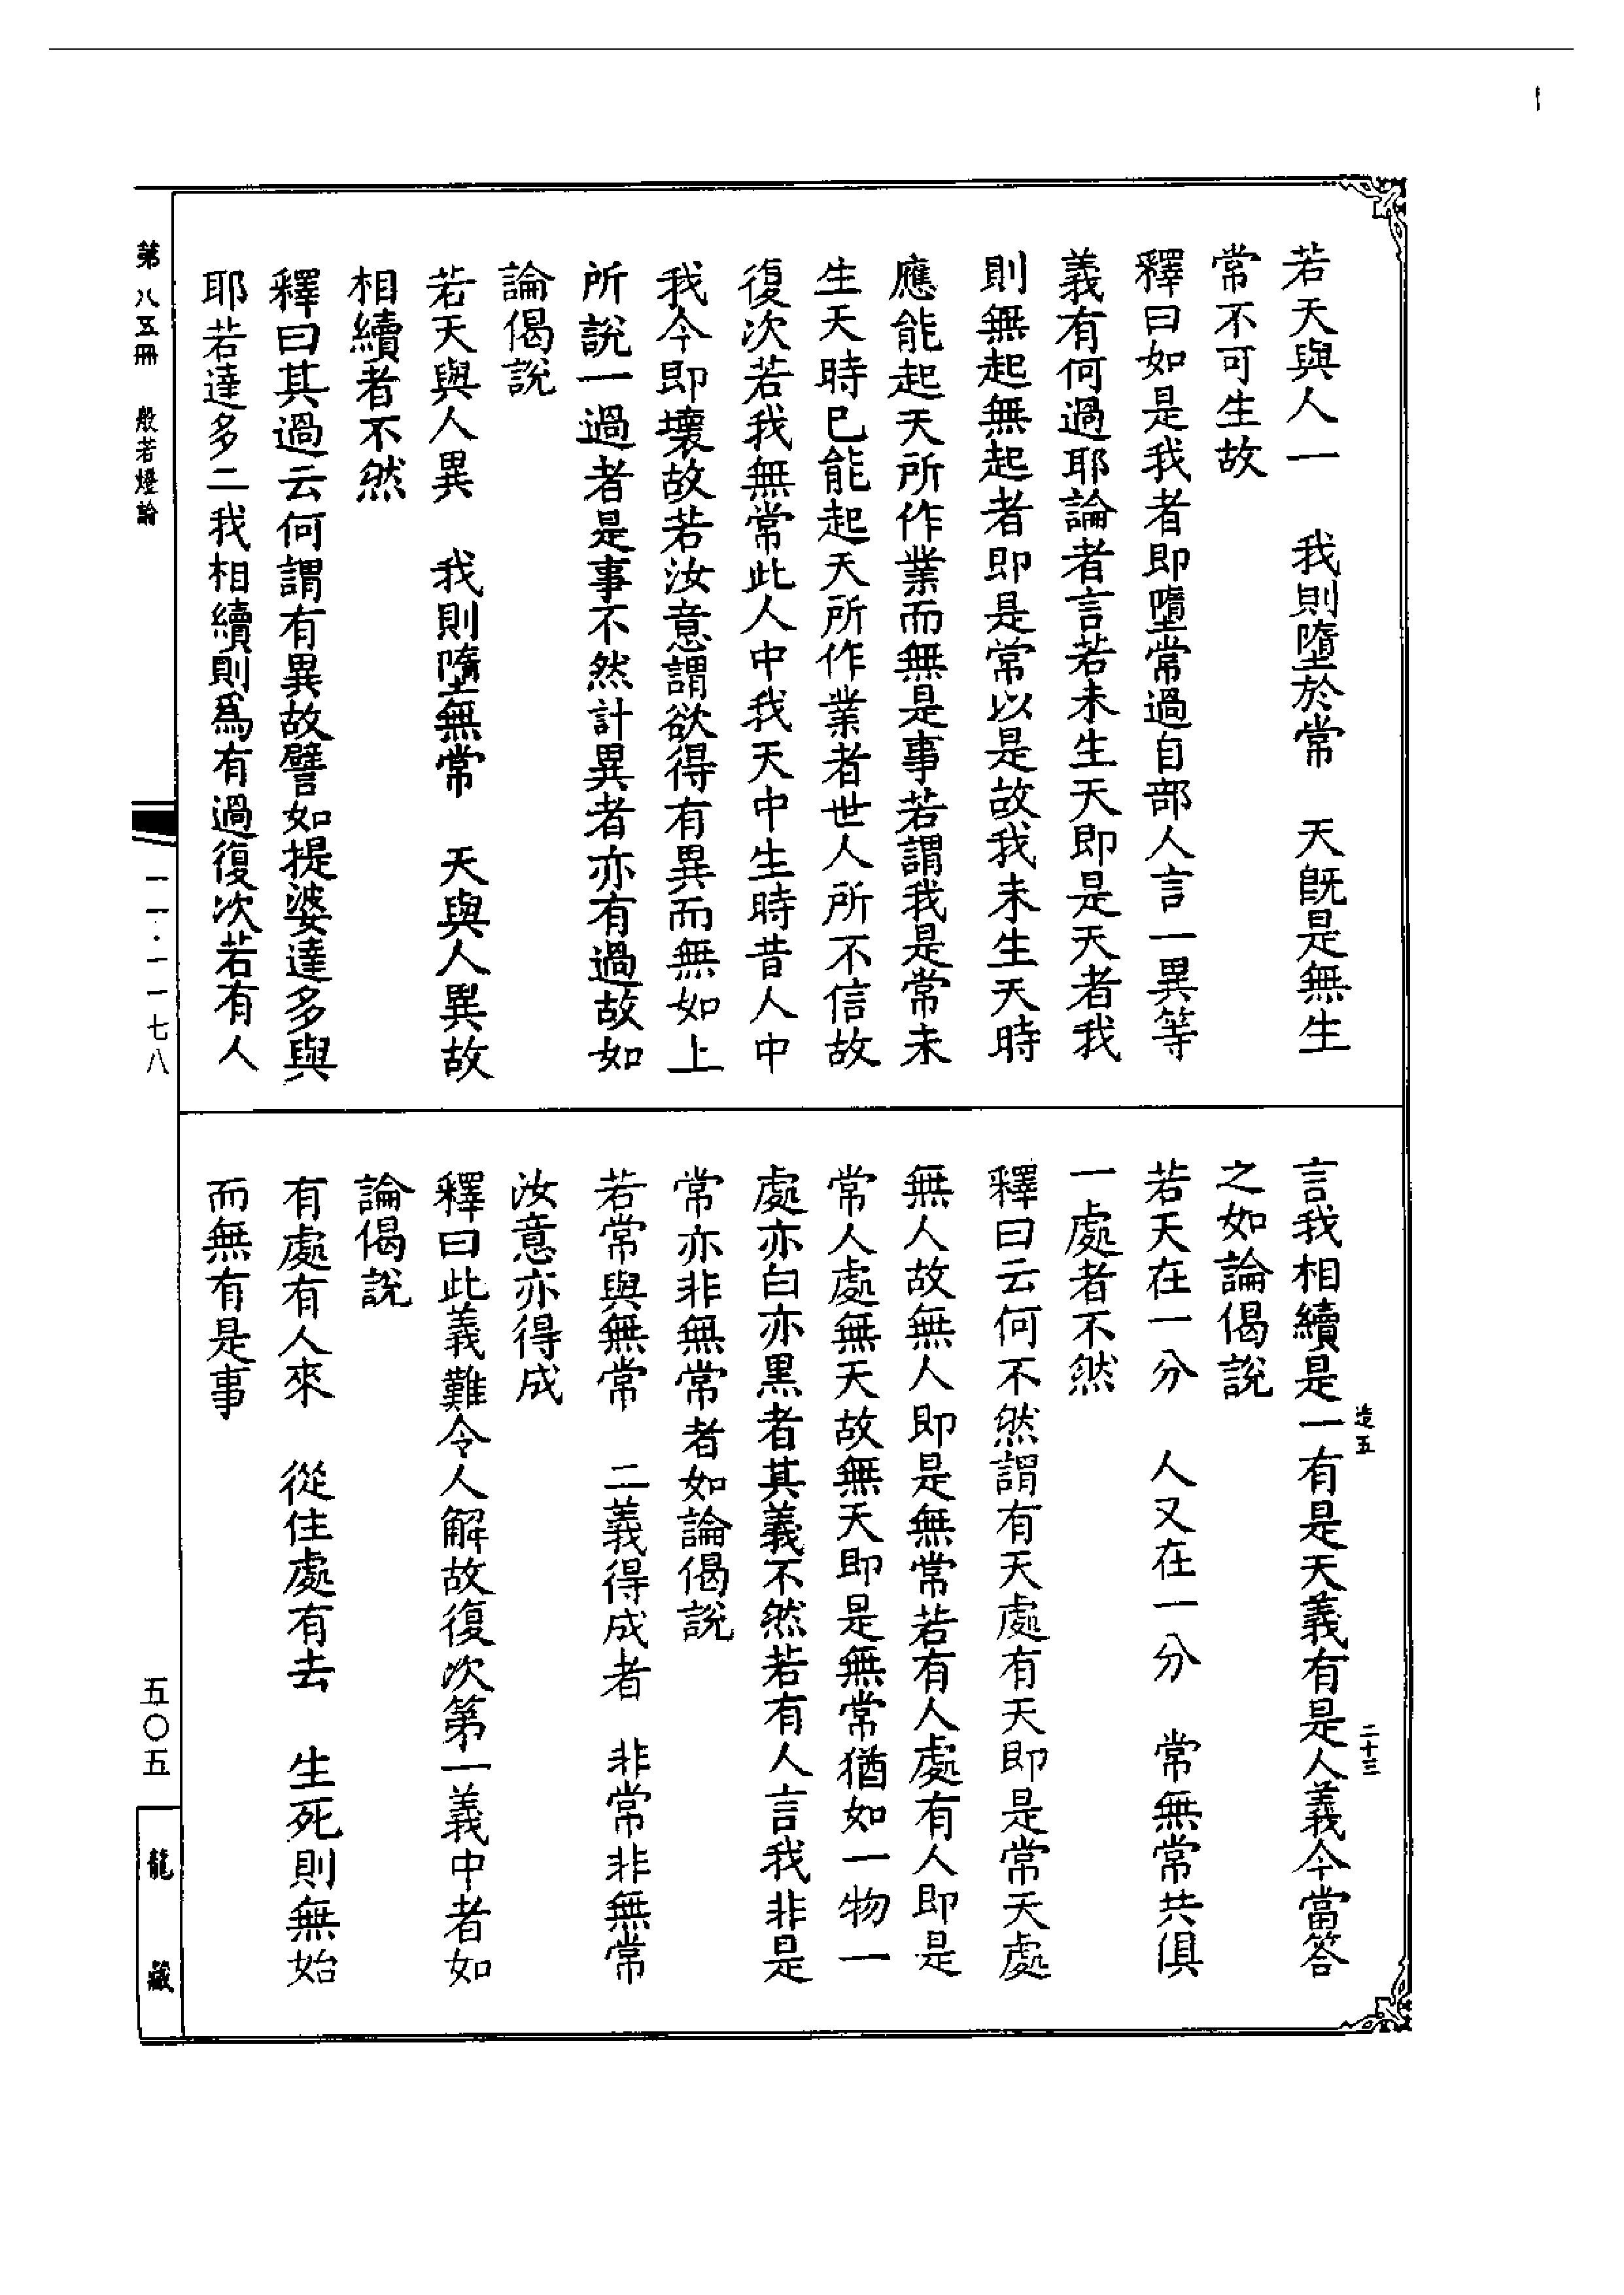 若天與人一　我則墮於常　天既是無生
常不可生故
釋曰如是我者即墮常過自部人言一異等
義有何過耶論者言若未生天即是天者我
則無起無起者即是常以是故我未生天時
應能起天所作業而無是事若謂我是常未
生天時已能起天所作業者世人所不信故
復次若我無常此人中我天中生時昔人中
我今即壞故若汝意謂欲得有異而無如上
所說一過者是事不然計異者亦有過故如
論偈說
若天與人異　我則墮無常　天與人異故
相續者不然
釋曰其過云何謂有異故譬如提婆達多與
耶若達多二我相續則為有過復次若有人
言我相續是一有是天義有是人義今當答
之如論偈說
若天在一分　人又在一分　常無常共俱
一處者不然
釋曰云何不然謂有天處有天即是常天處
無人故無人即是無常若有人處有人即是
常人處無天故無天即是無常猶如一物一
處亦白亦黑者其義不然若有人言我非是
常亦非無常者如論偈說
若常與無常　二義得成者　非常非無常
汝意亦得成
釋曰此義難令人解故復次第一義中者如
論偈說
有處有人來　從住處有去　生死則無始
而無有是事
造五
二十三
第八五冊　般若燈論
一一·一一七八
五〇五
龍藏